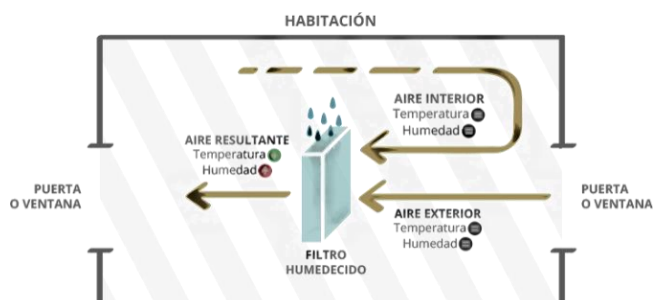 HABITACIÓN
AIRE INTERIOR
Temperatura
Humedad
AIRE RESULTANTE
Temperatura
Humedad
PUERTA
O VENTANA
PUERTA
O VENTANA
AIRE EXTERIOR
Temperatura
Humedad
FILTRO
HUMEDECIDO